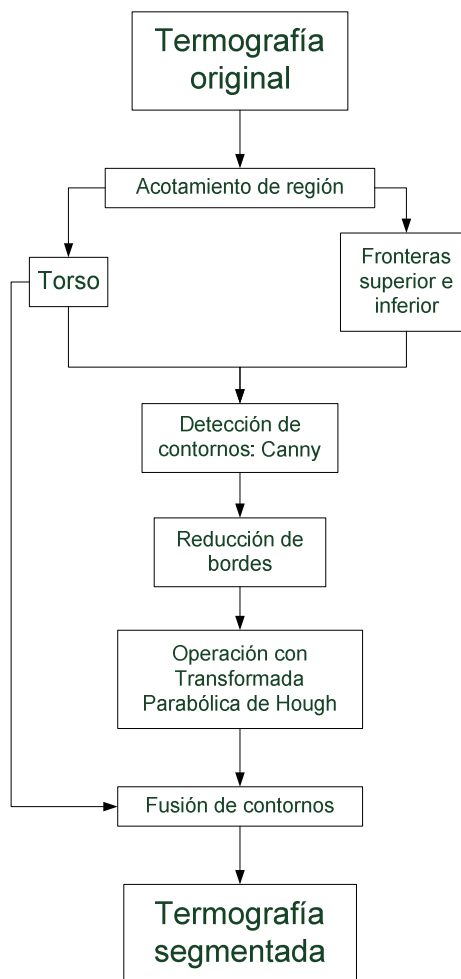 Termografía
original
Acotamiento de región
Torso
Fronteras
superior e
inferior
Detección de
contornos: Canny
Reducción de
bordes
Operación con
Transformada
Parabólica de Hough
Fusión de contornos
Termografía
segmentada